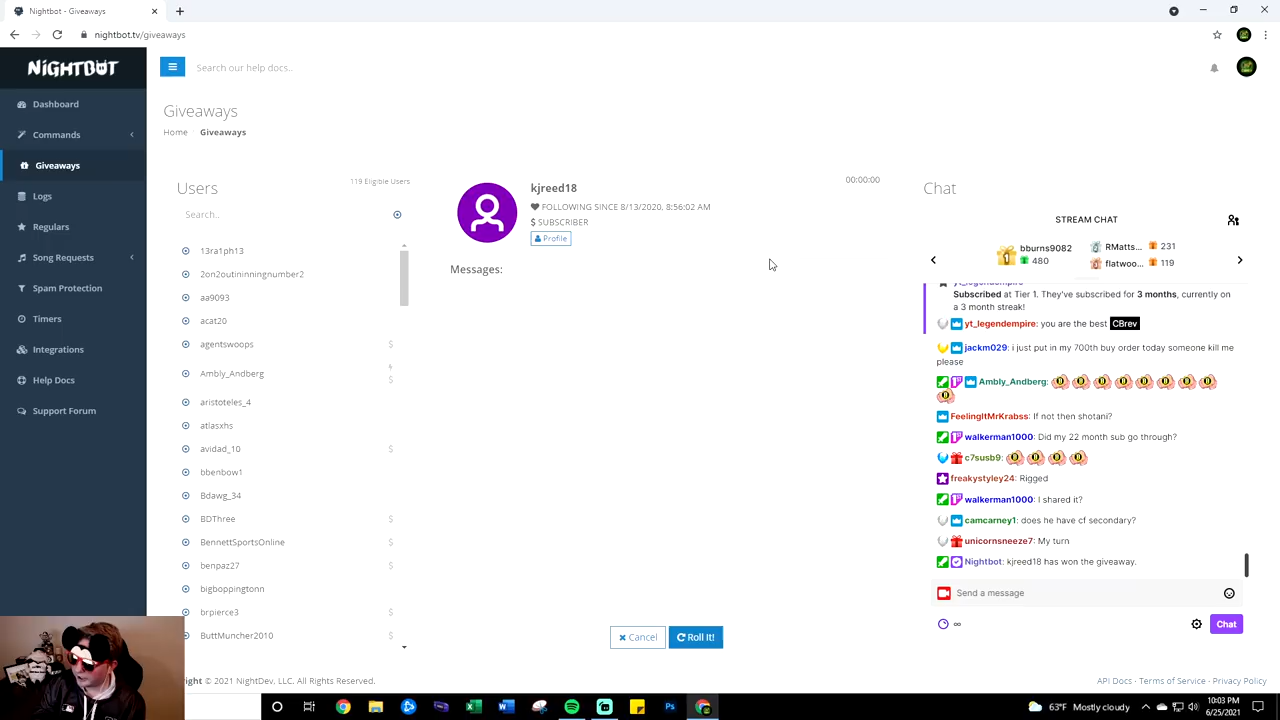 Nightbot - Giveaways
nightbot.tv/giveaways
NIGHTBOT
Search our help docs..
Dashboard
Commands
Giveaways
Logs
Regulars
Song Requests
Spam Protection
Timers
Integrations
Help Docs
Support Forum
Giveaways
Home
Giveaways
Users
119 Eligible Users
Search..
13ra1ph13
2on2outininningnumber2
aa9093
acat20
agentswoops $
Ambly_Andberg $
aristoteles_4
atlasxhs
avidad_10 $
bbenbow1
Bdawg_34
BDThree $
BennettSportsOnline $
benpaz27 $
bigboppingtonn
brpierce3 $
ButtMuncher2010 $
kjreed18
FOLLOWING SINCE 8/13/2020, 8:56:02 AM
$ SUBSCRIBER
Profile
00:00:00
Messages:
Cancel
Roll It!
Chat
STREAM CHAT
bburns9082
480
RMatts... 231
flatwoo... 119
yt_legendempire
Subscribed at Tier 1. They've subscribed for 3 months, currently on
a 3 month streak!
yt_legendempire: you are the best CBrev
jackm029: i just put in my 700th buy order today someone kill me
please
Ambly_Andberg:
FeelingItMrKrabss: If not then shotani?
walkerman1000: Did my 22 month sub go through?
c7susb9:
freakystyley24: Rigged
walkerman1000: I shared it?
camcarney1: does he have cf secondary?
unicornsneeze7: My turn
Nightbot: kjreed18 has won the giveaway.
Send a message
∞
Chat
© 2021 NightDev, LLC. All Rights Reserved.
API Docs - Terms of Service - Privacy Policy
63°F Mostly cloudy
10:03 PM
6/25/2021